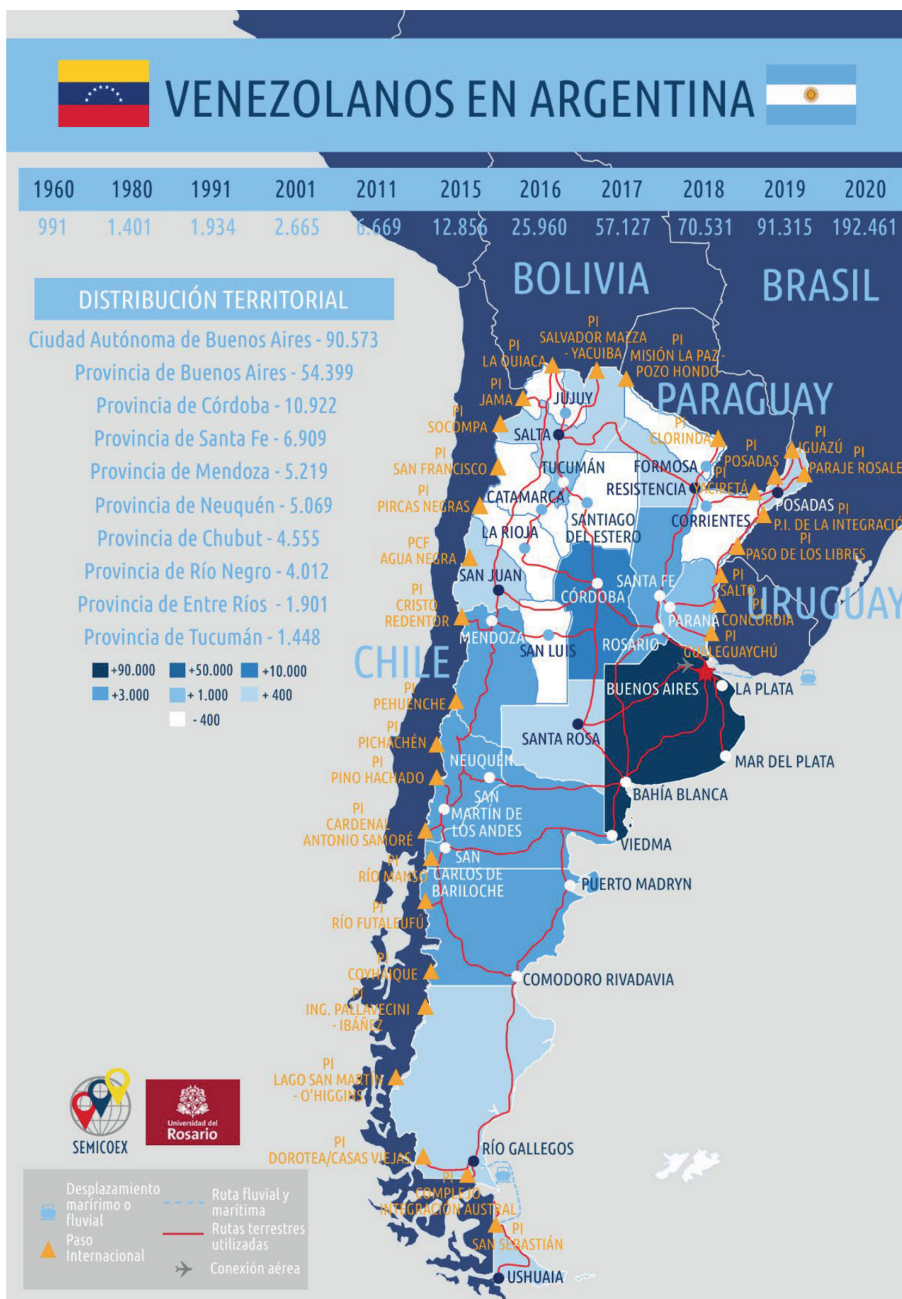 VENEZOLANOS EN ARGENTINA
1960 1980 1991 2001 2011 2015 2016 2017 2018 2019 2020
991 1.401 1.934 2.665 6.669 12.856 25.960 57.127 70.531 91.315 192.461
BOLIVIA
BRASIL
DISTRIBUCIÓN TERRITORIAL
Ciudad Autónoma de Buenos Aires - 90.573
Provincia de Buenos Aires - 54.399
Provincia de Córdoba - 10.922
Provincia de Santa Fe - 6.909
Provincia de Mendoza - 5.219
Provincia de Neuquén - 5.069
Provincia de Chubut - 4.555
Provincia de Río Negro - 4.012
Provincia de Entre Ríos - 1.901
Provincia de Tucumán - 1.448
+90.000 +50.000 +10.000
+3.000 + 1.000 + 400
- 400
PI
SALVADOR MAZZA
- YACUIBA
PI
LA QUIACA
PI
MISIÓN LA PAZ -
POZO HONDO
PI
JAMA
JUJUY
PARAGUAY
PI
SOCOMPA
SALTA
PI
CLORINDA
PI
IGUAZÚ
PI
SAN FRANCISCO
TUCUMÁN
FORMOSA
PI
POSADAS
PI
PARAJE ROSALE
RESISTENCIA
PI
YACIRETÁ
PI
PIRCAS NEGRAS
CATAMARCA
SANTIAGO
DEL ESTERO
CORRIENTES
POSADAS
PI
P.I. DE LA INTEGRACIÓ
LA RIOJA
PI
PASO DE LOS LIBRES
PCF
AGUA NEGRA
SAN JUAN
CÓRDOBA
SANTA FE
PI
SALTO
URUGUAY
PI
CRISTO
REDENTOR
MENDOZA
SAN LUIS
PARANÁ
PI
CONCORDIA
ROSARIO
PI
GUALEGUAYCHÚ
CHILE
BUENOS AIRES
LA PLATA
PI
PEHUENCHE
SANTA ROSA
PI
PICHACHÉN
MAR DEL PLATA
PI
PINO HACHADO
NEUQUÉN
BAHÍA BLANCA
SAN
MARTÍN DE
LOS ANDES
PI
CARDENAL
ANTONIO SAMORÉ
VIEDMA
PI
RÍO MANSO
SAN
CARLOS DE
BARILOCHE
PUERTO MADRYN
PI
RÍO FUTALEUFÚ
PI
COYHAIQUE
COMODORO RIVADAVIA
PI
ING. PALLAVECINI
- IBÁÑEZ
PI
LAGO SAN MARTÍN
- O'HIGGINS
SEMICOEX
Universidad del
Rosario
PI
DOROTEA/CASAS VIEJAS
RÍO GALLEGOS
PI
COMPLEJO
INTEGRACIÓN AUSTRAL
PI
SAN SEBASTIÁN
USHUAIA
Desplazamiento
marírimo o
fluvial
Paso
Internacional
Ruta fluvial y
marítima
Rutas terrestres
utilizadas
Conexión aérea